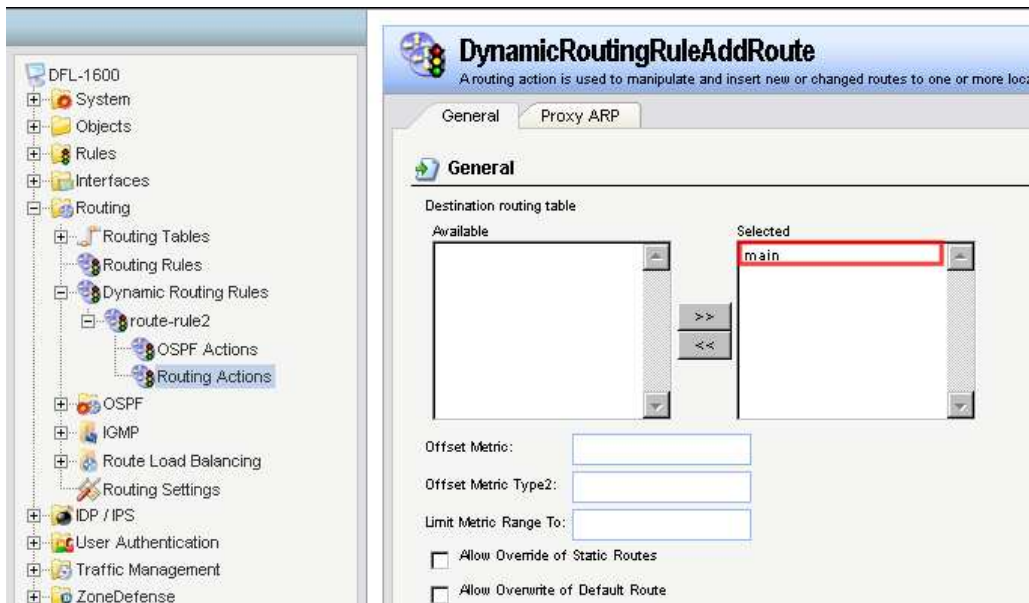 DFL-1600
System
Objects
Rules
Interfaces
Routing
Routing Tables
Routing Rules
Dynamic Routing Rules
route-rule2
OSPF Actions
Routing Actions
OSPF
IGMP
Route Load Balancing
Routing Settings
IDP / IPS
User Authentication
Traffic Management
ZoneDefense
DynamicRoutingRuleAddRoute
A routing action is used to manipulate and insert new or changed routes to one or more
General
Proxy ARP
General
Destination routing table
Available
Selected
main
>>
<<
Offset Metric:
Offset Metric Type2:
Limit Metric Range To:
Allow Override of Static Routes
Allow Overwrite of Default Route